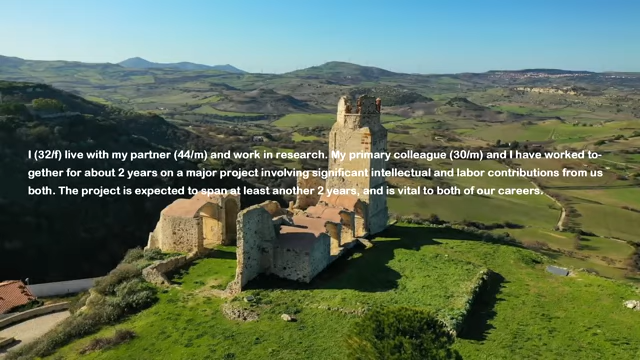 I (32/f) live with my partner (44/m) and work in research. My primary colleague (30/m) and I have worked to-
gether for about 2 years on a major project involving significant intellectual and labor contributions from us
both. The project is expected to span at least another 2 years, and is vital to both of our careers.